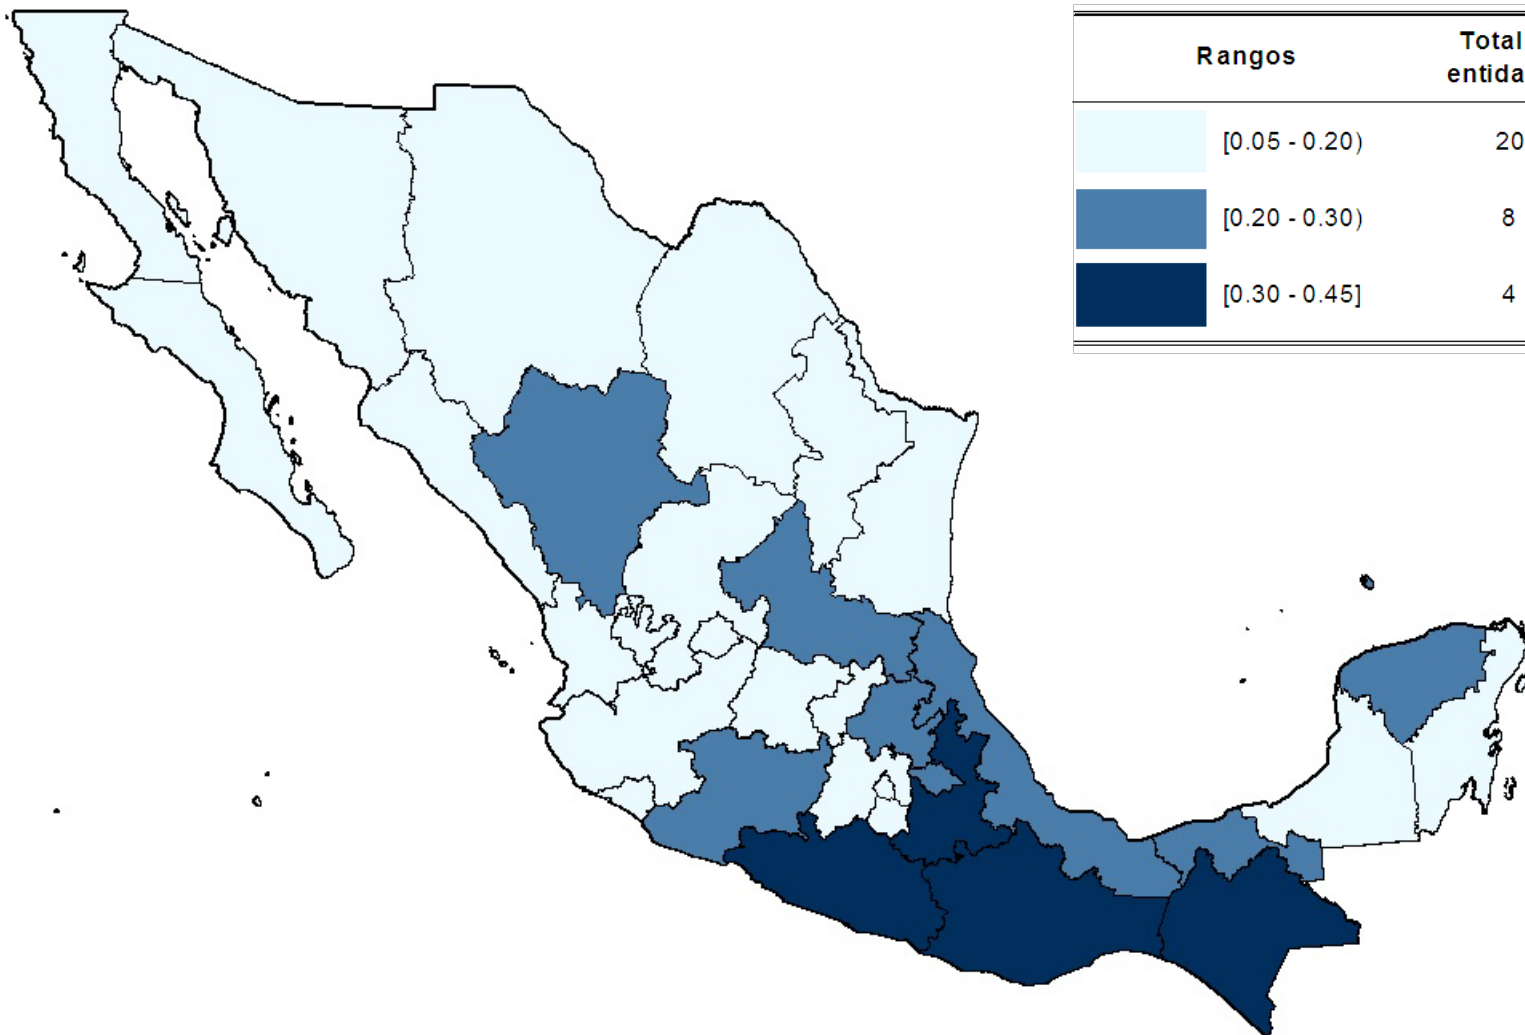 Rangos
Total
entida
[0.05 - 0.20) 20
[0.20 - 0.30) 8
[0.30 - 0.45] 4